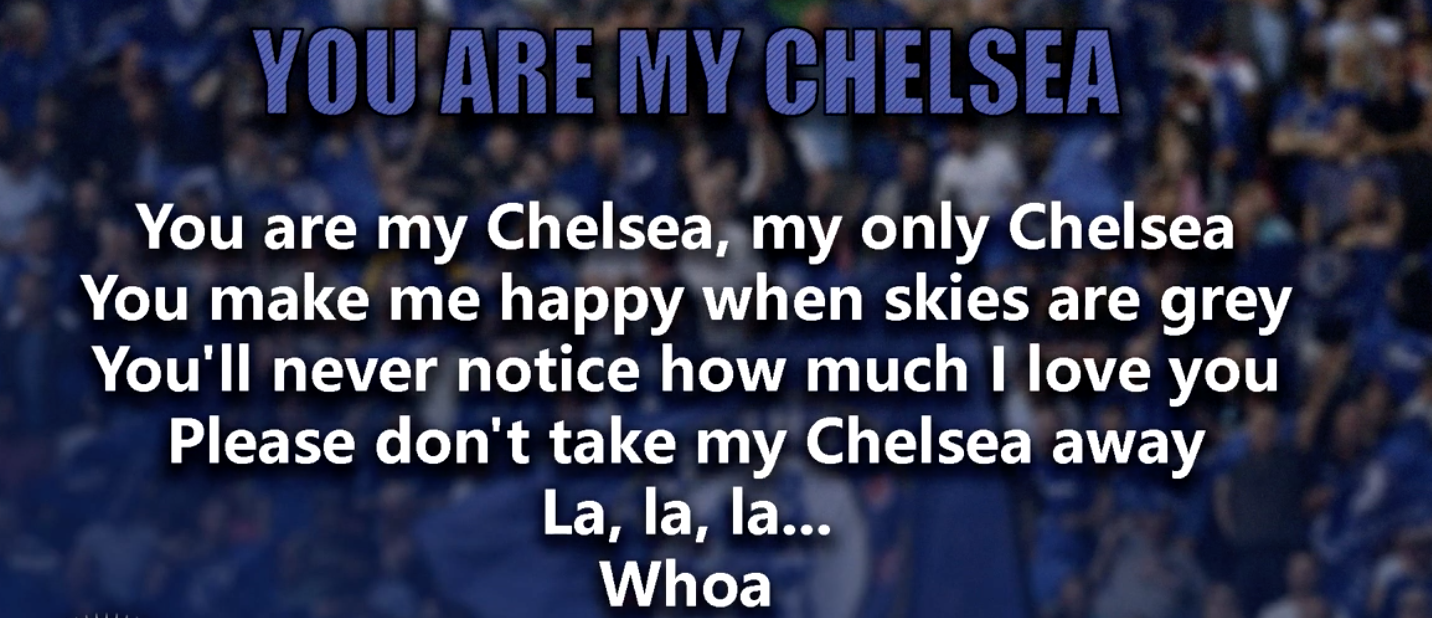 YOU ARE MY CHELSEA
You are my Chelsea, my only Chelsea
You make me happy when skies are grey
You'll never notice how much I love you
Please don't take my Chelsea away
La, la, la...
Whoa